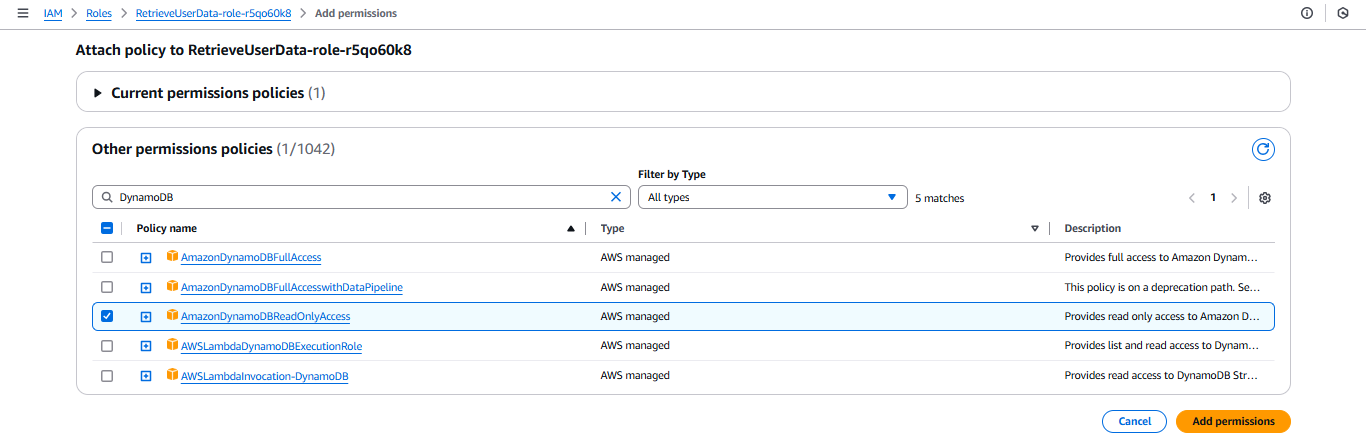 IAM > Roles > RetrieveUserData-role-r5qo60k8 > Add permissions
Attach policy to RetrieveUserData-role-r5qo60k8
Current permissions policies (1)
Other permissions policies (1/1042)
Filter by Type
DynamoDB All types 5 matches 1
Policy name Type Description
AmazonDynamoDBFullAccess AWS managed Provides full access to Amazon Dynam...
AmazonDynamoDBFullAccesswithDataPipeline AWS managed This policy is on a deprecation path. Se...
AmazonDynamoDBReadOnlyAccess AWS managed Provides read only access to Amazon D...
AWSLambdaDynamoDBExecutionRole AWS managed Provides list and read access to Dynam...
AWSLambdaInvocation-DynamoDB AWS managed Provides read access to DynamoDB Str...
Cancel Add permissions